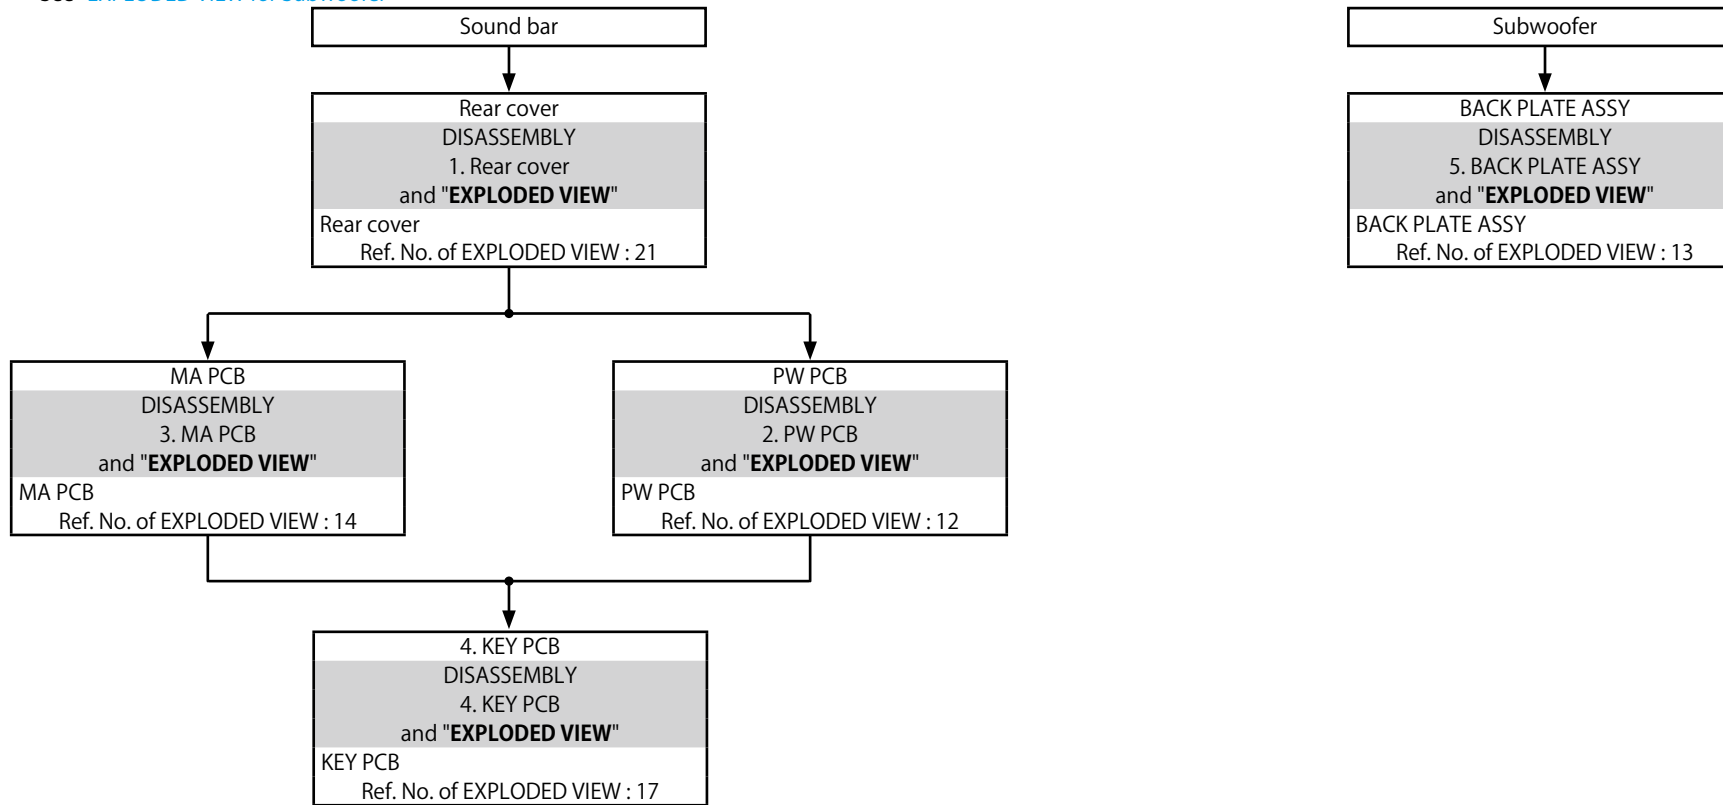 Sound bar
Rear cover
DISASSEMBLY
1. Rear cover
and "EXPLODED VIEW"
Rear cover
Ref. No. of EXPLODED VIEW : 21
MA PCB
DISASSEMBLY
3. MA PCB
and "EXPLODED VIEW"
MA PCB
Ref. No. of EXPLODED VIEW : 14
PW PCB
DISASSEMBLY
2. PW PCB
and "EXPLODED VIEW"
PW PCB
Ref. No. of EXPLODED VIEW : 12
4. KEY PCB
DISASSEMBLY
4. KEY PCB
and "EXPLODED VIEW"
KEY PCB
Ref. No. of EXPLODED VIEW : 17
Subwoofer
BACK PLATE ASSY
DISASSEMBLY
5. BACK PLATE ASSY
and "EXPLODED VIEW"
BACK PLATE ASSY
Ref. No. of EXPLODED VIEW : 13